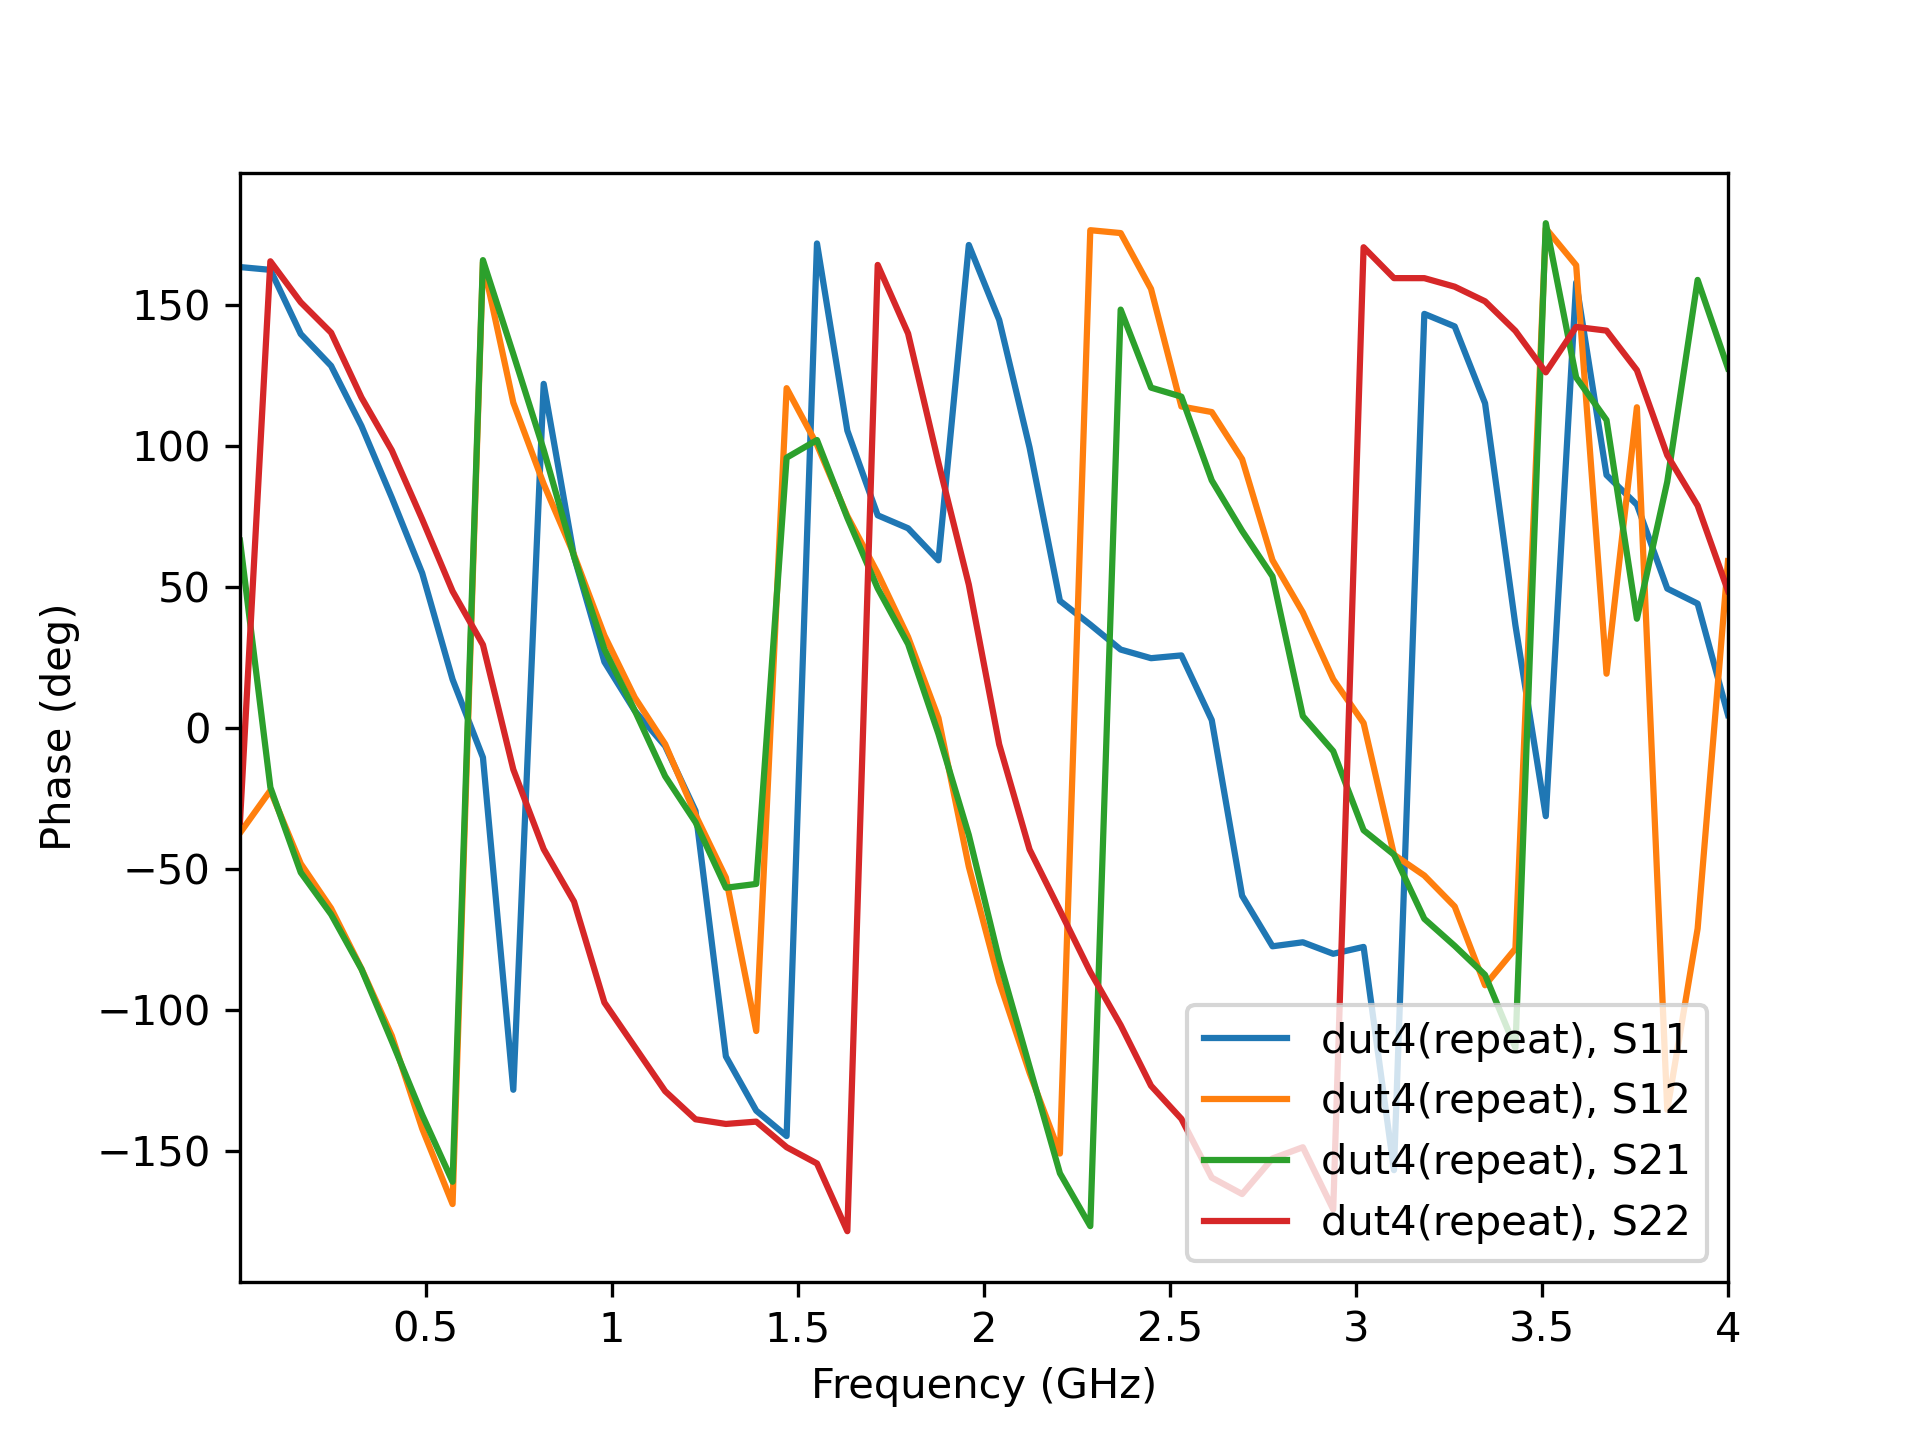 150
100
50
0
−50
−100
−150
Phase (deg)
0.5
1
1.5
2
2.5
3
3.5
4
Frequency (GHz)
dut4(repeat), S11
dut4(repeat), S12
dut4(repeat), S21
dut4(repeat), S22